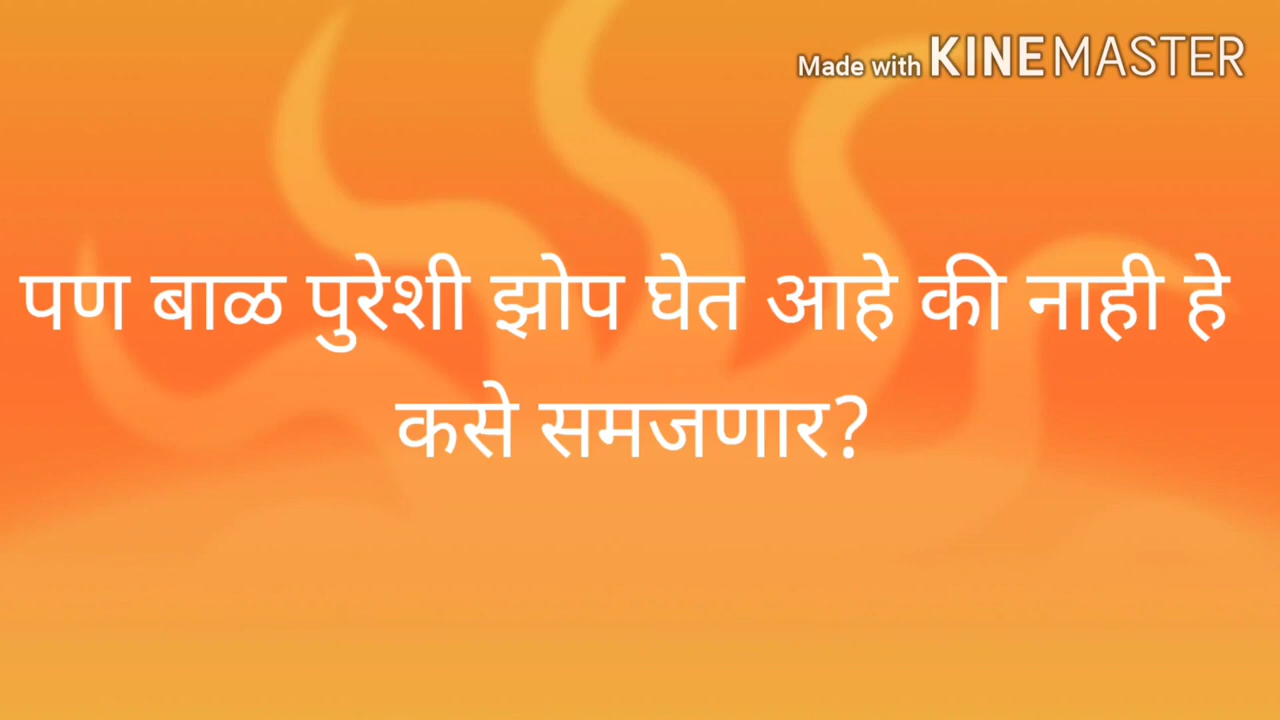 Made with KINEMASTER
पण बाळ पुरेशी झोप घेत आहे की नाही हे
कसे समजणार?